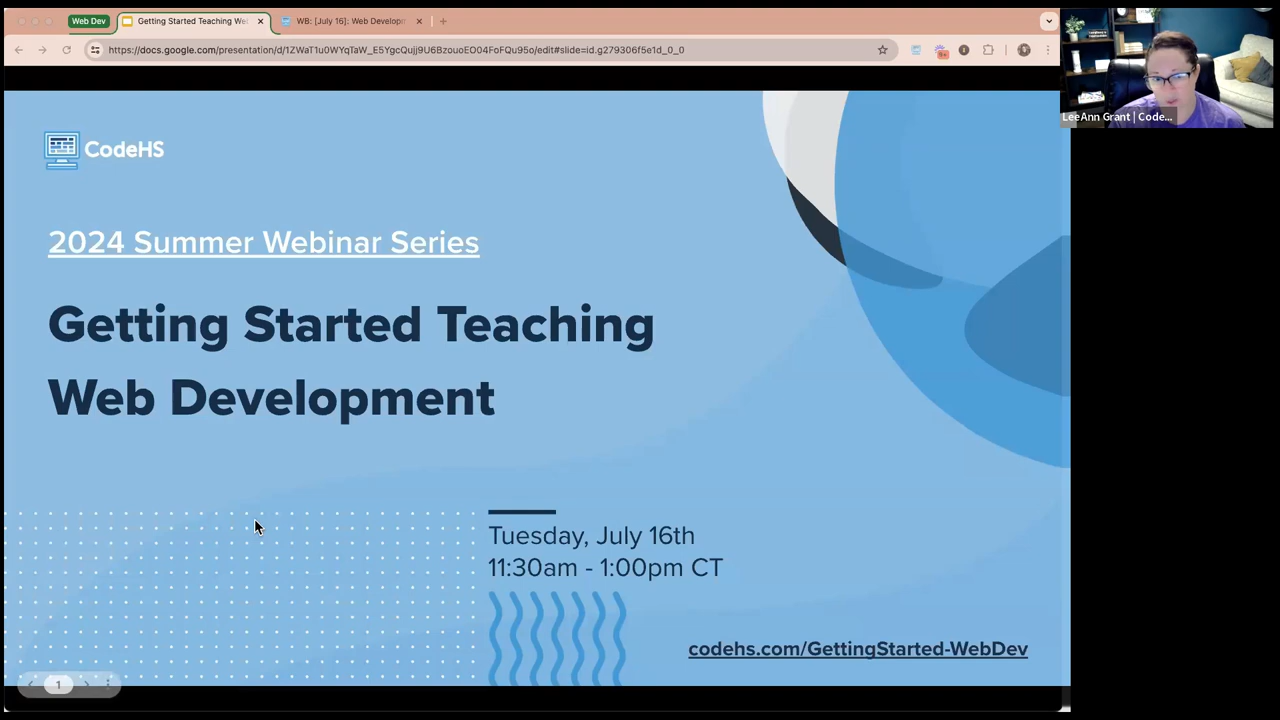 Web Dev
Getting Started Teaching We
WB: [July 16]: Web Develop
https://docs.google.com/presentation/d/1ZWaT1u0WYqTaW_E5YgcQujj9U6BzouoEO04FoFQu95o/edit#slide=id.g279306f5e1d_0_0
LeeAnn Grant | Code...
CodeHS
2024 Summer Webinar Series
Getting Started Teaching
Web Development
Tuesday, July 16th
11:30am - 1:00pm CT
codehs.com/GettingStarted-WebDev
1